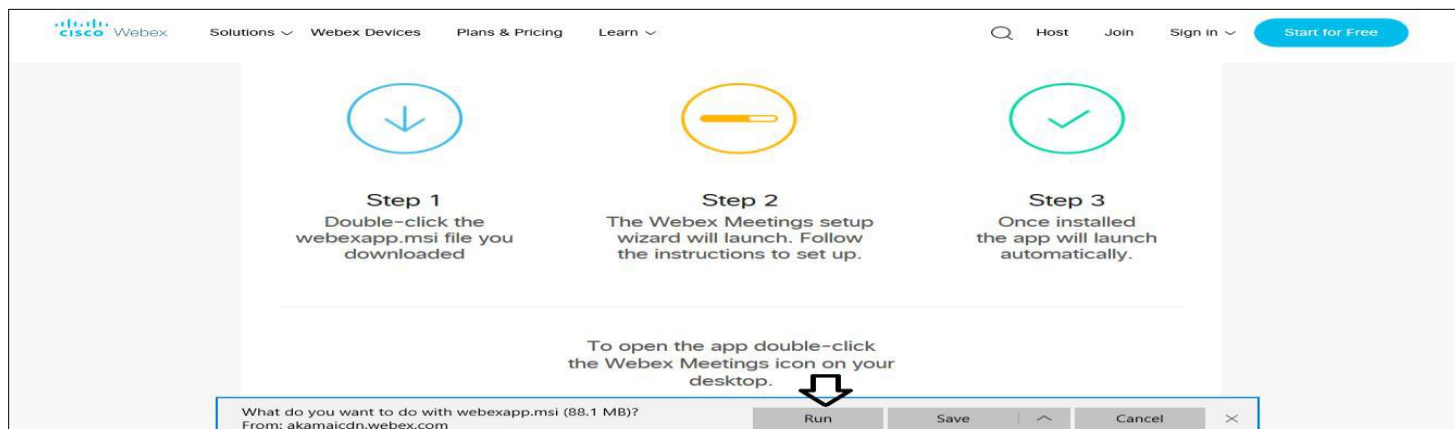 cisco Webex Solutions Webex Devices Plans & Pricing Learn Host Join Sign in Start for Free
Step 1
Double-click the
webexapp.msi file you
downloaded
Step 2
The Webex Meetings setup
wizard will launch. Follow
the instructions to set up.
Step 3
Once installed
the app will launch
automatically.
To open the app double-click
the Webex Meetings icon on your
desktop.
What do you want to do with webexapp.msi (88.1 MB)?
From: akamaicdn.webex.com
Run Save Cancel